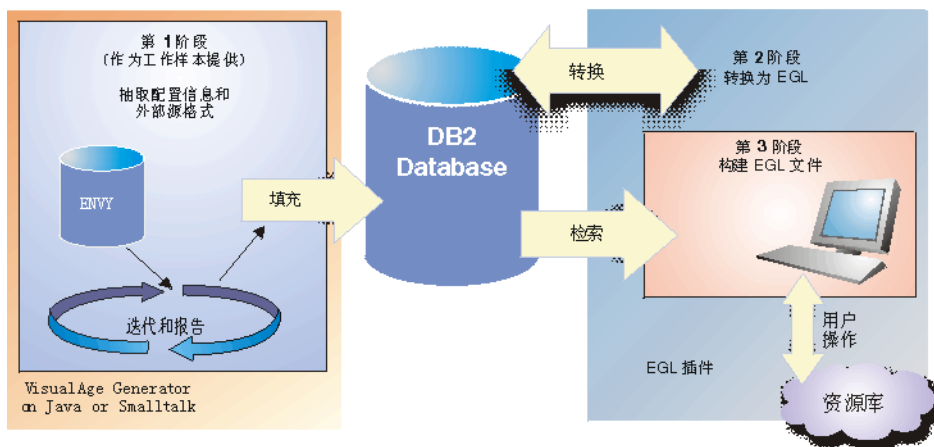 第 1 阶段
(作为工作样本提供)
抽取配置信息和
外部源格式
ENVY
迭代和报告
VisualAge Generator
on Java or Smalltalk
填充
DB2
Database
转换
检索
第 2 阶段
转换为 EGL
第 3 阶段
构建 EGL 文件
用户
操作
EGL 插件
资源库